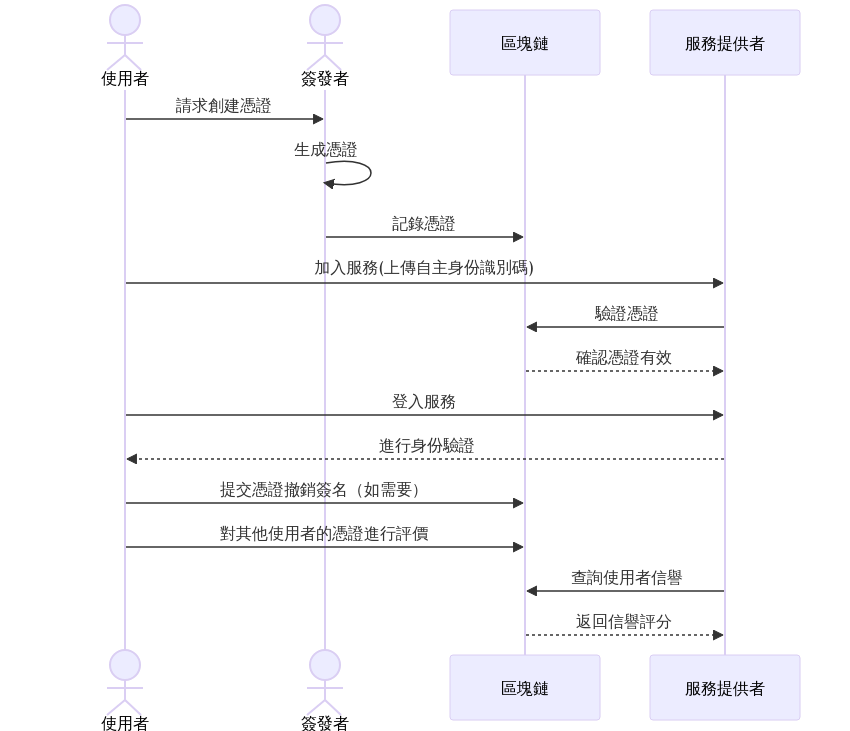 使用者
簽發者
區塊鏈
服務提供者
請求創建憑證
生成憑證
記錄憑證
加入服務(上傳自主身份識別碼)
驗證憑證
確認憑證有效
登入服務
進行身份驗證
提交憑證撤銷簽名（如需要）
對其他使用者的憑證進行評價
查詢使用者信譽
返回信譽評分
使用者
簽發者
區塊鏈
服務提供者